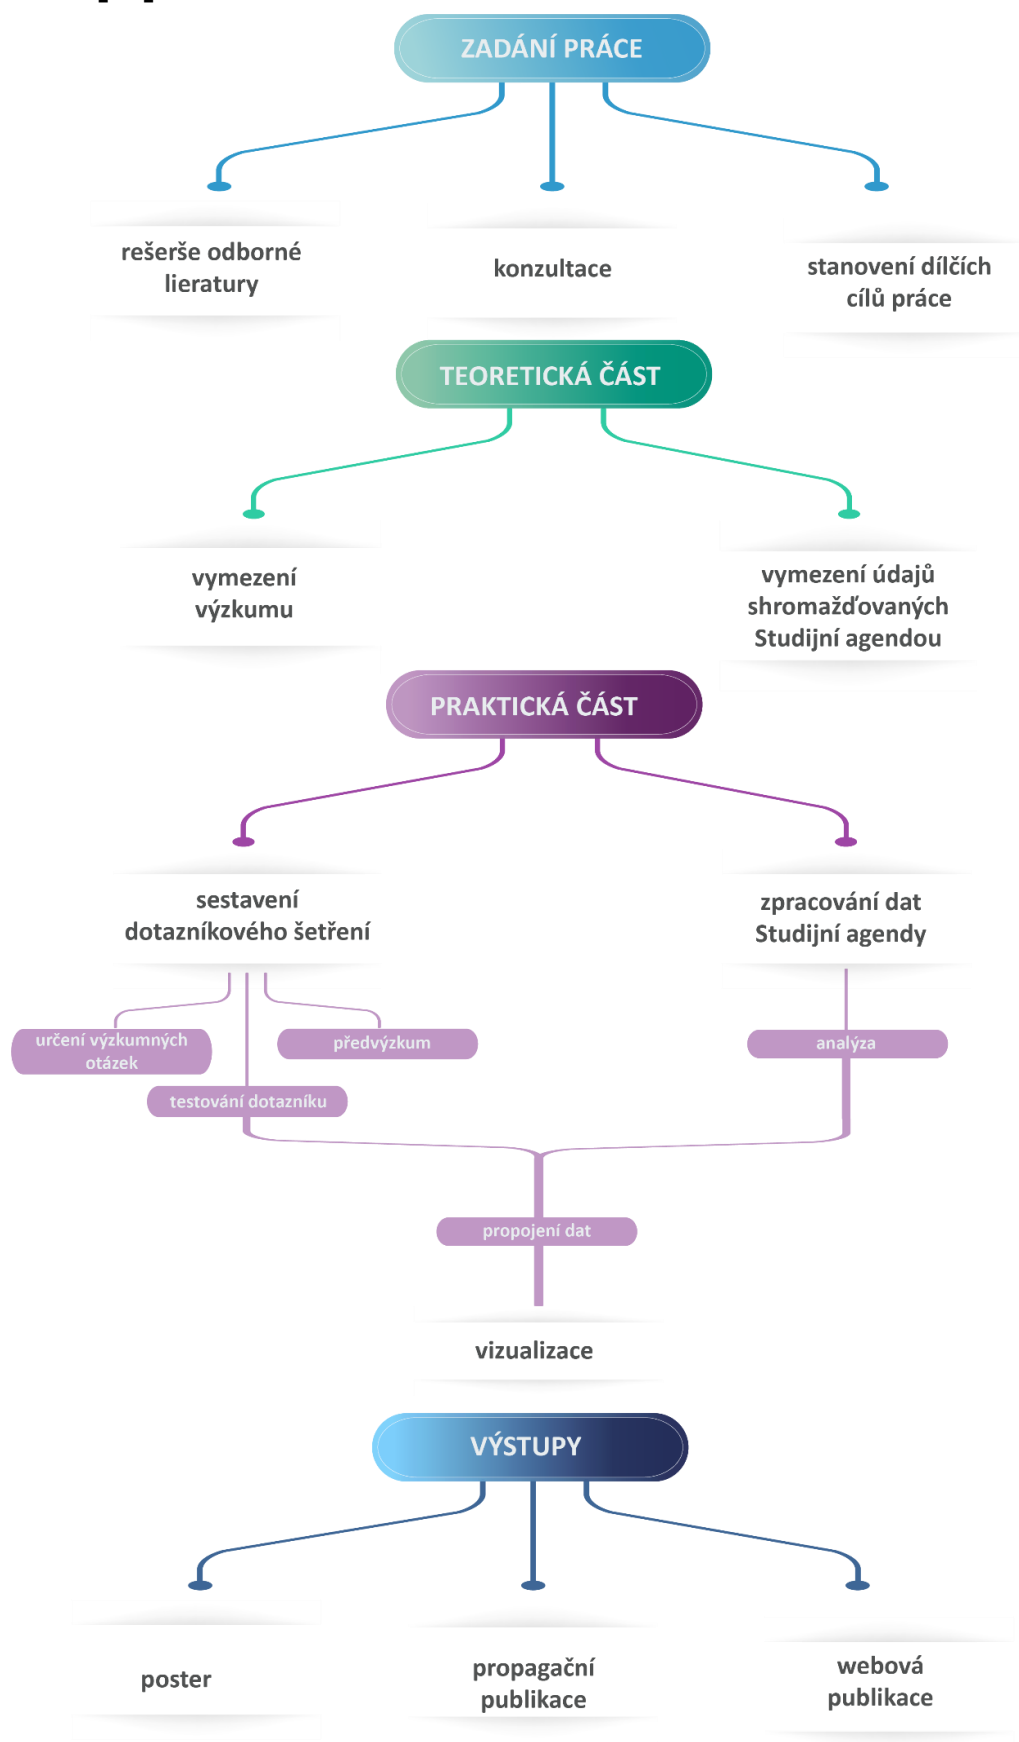 ZADÁNÍ PRÁCE
rešerše odborné
lieratury
konzultace
stanovení dílčích
cílů práce
TEORETICKÁ ČÁST
vymezení
výzkumu
vymezení údajů
shromažďovaných
Studijní agendou
PRAKTICKÁ ČÁST
sestavení
dotazníkového šetření
zpracování dat
Studijní agendy
určení výzkumných
otázek
předvýzkum
analýza
testování dotazníku
propojení dat
vizualizace
VÝSTUPY
poster
propagační
publikace
webová
publikace